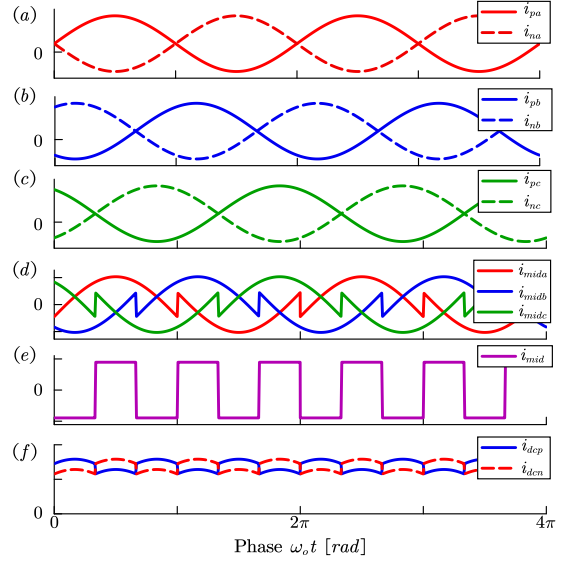 (a)
0
i_pa
i_na
(b)
0
i_pb
i_nb
(c)
0
i_pc
i_nc
(d)
0
i_mida
i_midb
i_midc
(e)
0
i_mid
(f)
0
i_dcp
i_dcn
0 2π 4π
Phase ω_o t [rad]